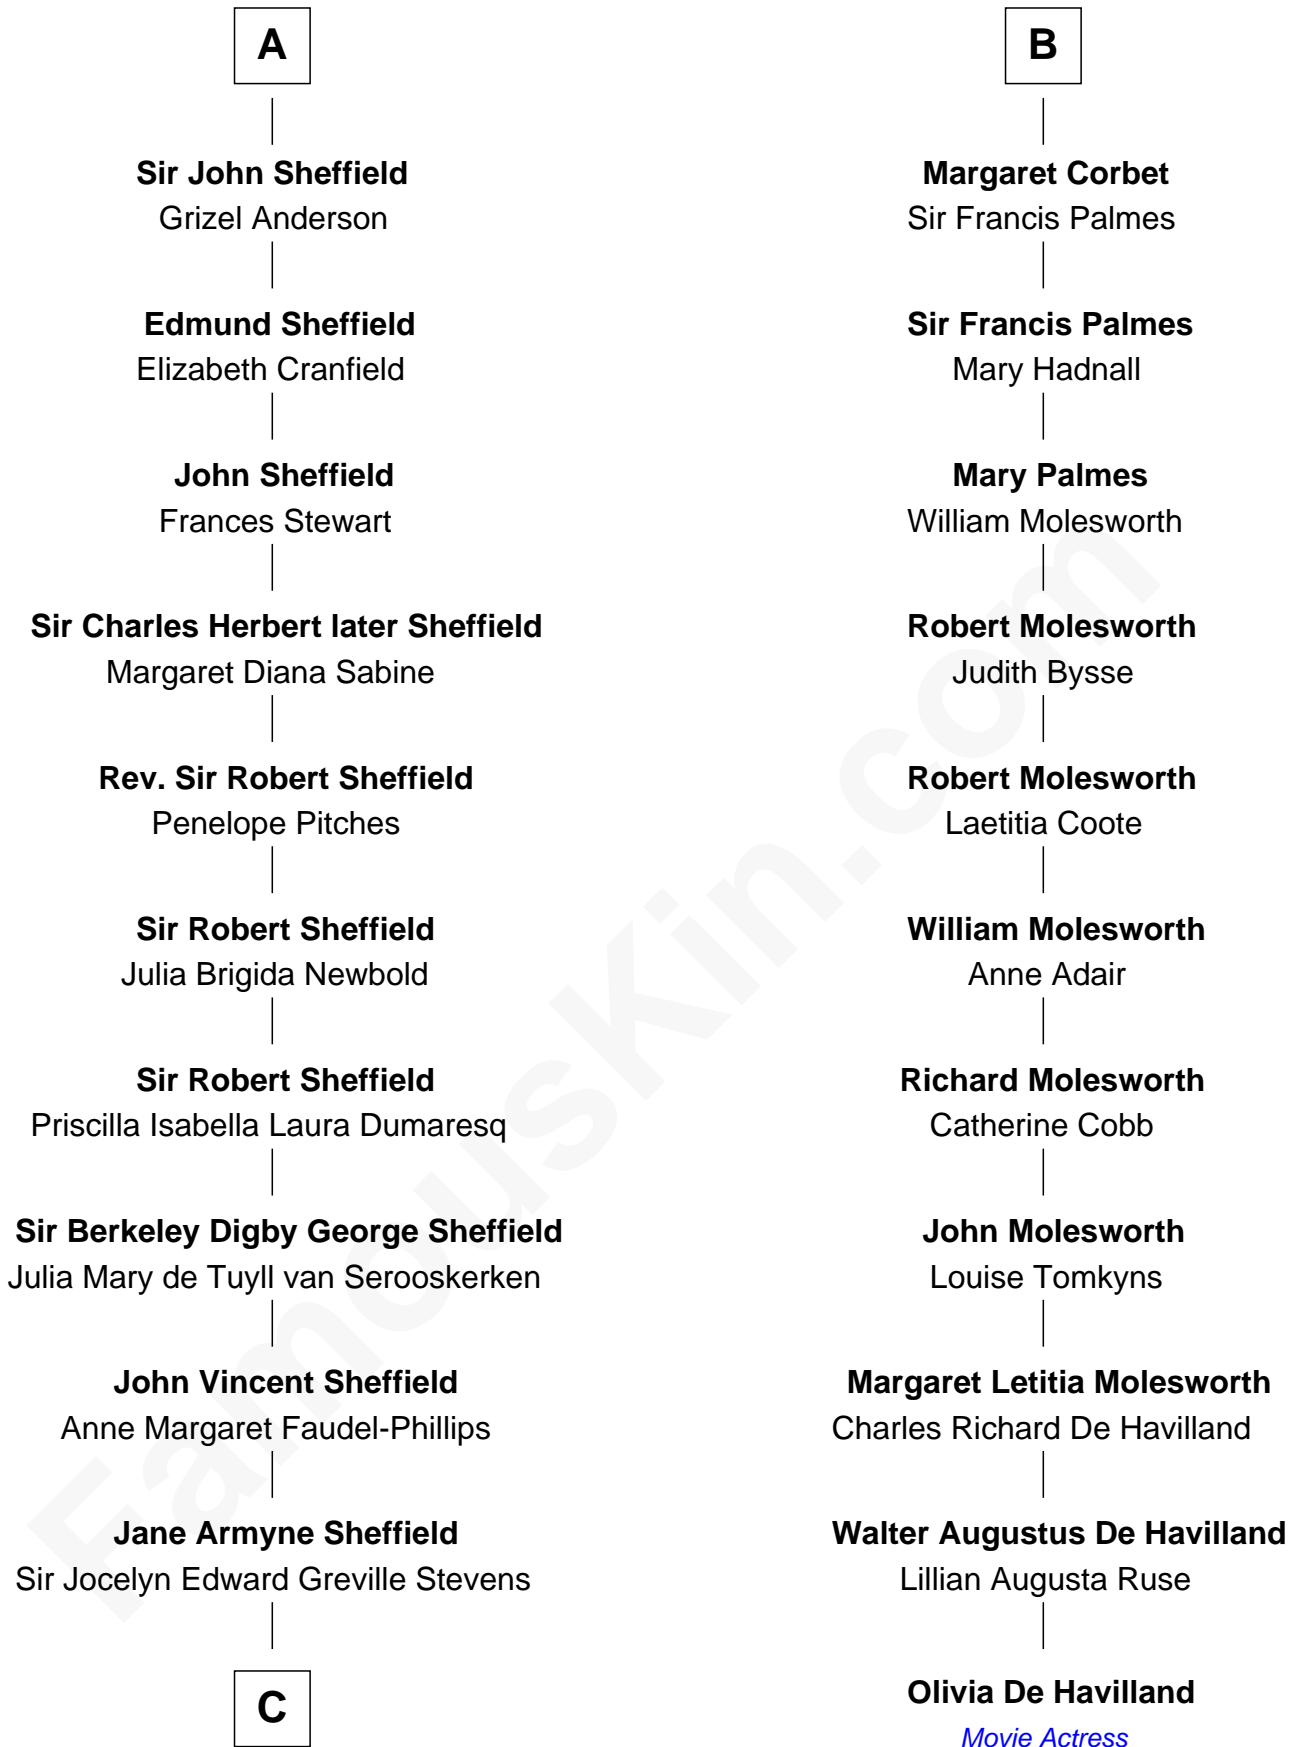 A
Sir John Sheffield
Grizel Anderson
Edmund Sheffield
Elizabeth Cranfield
John Sheffield
Frances Stewart
Sir Charles Herbert later Sheffield
Margaret Diana Sabine
Rev. Sir Robert Sheffield
Penelope Pitches
Sir Robert Sheffield
Julia Brigida Newbold
Sir Robert Sheffield
Priscilla Isabella Laura Dumaresq
Sir Berkeley Digby George Sheffield
Julia Mary de Tuyll van Serooskerken
John Vincent Sheffield
Anne Margaret Faudel-Phillips
Jane Armyne Sheffield
Sir Jocelyn Edward Greville Stevens
C
B
Margaret Corbet
Sir Francis Palmes
Sir Francis Palmes
Mary Hadnall
Mary Palmes
William Molesworth
Robert Molesworth
Judith Bysse
Robert Molesworth
Laetitia Coote
William Molesworth
Anne Adair
Richard Molesworth
Catherine Cobb
John Molesworth
Louise Tomkyns
Margaret Letitia Molesworth
Charles Richard De Havilland
Walter Augustus De Havilland
Lillian Augusta Ruse
Olivia De Havilland
Movie Actress
FamousKin.com